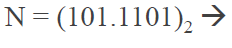 N = (101.1101)₂ →